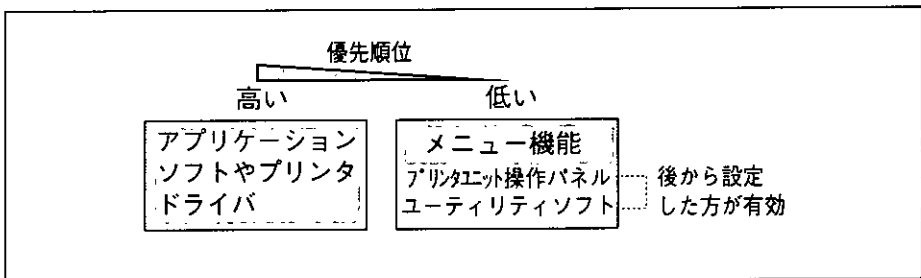 優先順位
高い
低い
アプリケーション
ソフトやプリンタ
ドライバ
メニュー機能
プリンタユニット操作パネル
ユーティリティソフト
後から設定
した方が有効